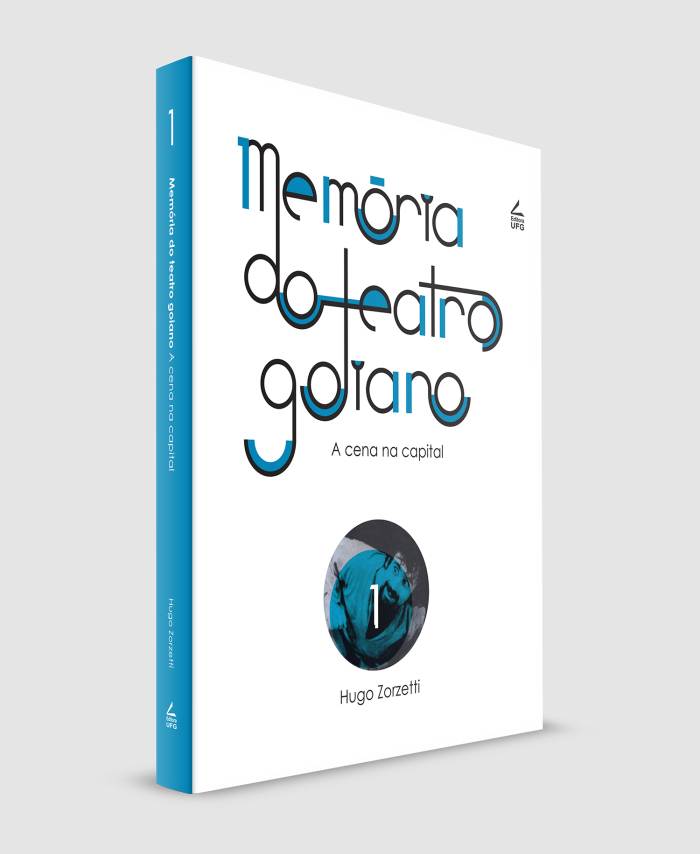 1
Memória do teatro goiano A cena na capital
Hugo Zorzetti
Editora
UFG
Memória
do teatro
goiano
A cena na capital
Editora
UFG
1
Hugo Zorzetti